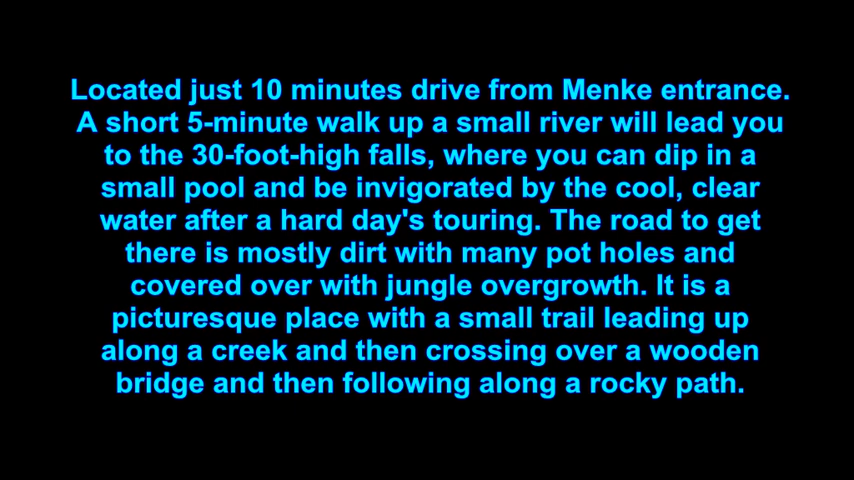 Located just 10 minutes drive from Menke entrance.
A short 5-minute walk up a small river will lead you
to the 30-foot-high falls, where you can dip in a
small pool and be invigorated by the cool, clear
water after a hard day's touring. The road to get
there is mostly dirt with many pot holes and
covered over with jungle overgrowth. It is a
picturesque place with a small trail leading up
along a creek and then crossing over a wooden
bridge and then following along a rocky path.